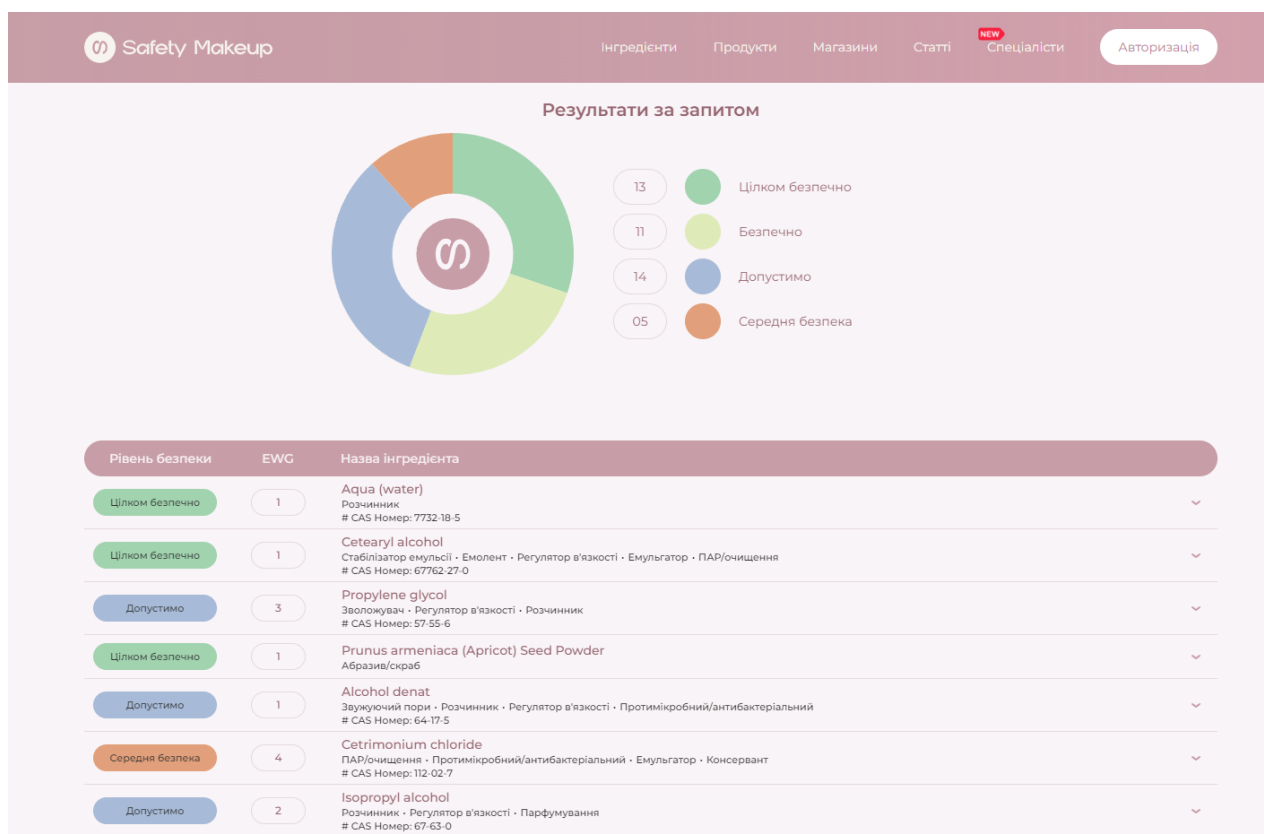 Safety Makeup
Інгредієнти Продукти Магазини Статті NEW Спеціалісти Авторизація
Результати за запитом
13 Цілком безпечно
11 Безпечно
14 Допустимо
05 Середня безпека
Рівень безпеки EWG Назва інгредієнта
Цілком безпечно 1 Aqua (water)
Розчинник
# CAS Номер: 7732-18-5
Цілком безпечно 1 Cetearyl alcohol
Стабілізатор емульсії • Емолент • Регулятор в'язкості • Емульгатор • ПАР/очищення
# CAS Номер: 67762-27-0
Допустимо 3 Propylene glycol
Зволожувач • Регулятор в'язкості • Розчинник
# CAS Номер: 57-55-6
Цілком безпечно 1 Prunus armeniaca (Apricot) Seed Powder
Абразив/скраб
Допустимо 1 Alcohol denat
Звужуючий пори • Розчинник • Регулятор в'язкості • Протимікробний/антибактеріальний
# CAS Номер: 64-17-5
Середня безпека 4 Cetrimonium chloride
ПАР/очищення • Протимікробний/антибактеріальний • Емульгатор • Консервант
# CAS Номер: 112-02-7
Допустимо 2 Isopropyl alcohol
Розчинник • Регулятор в'язкості • Парфумування
# CAS Номер: 67-63-0